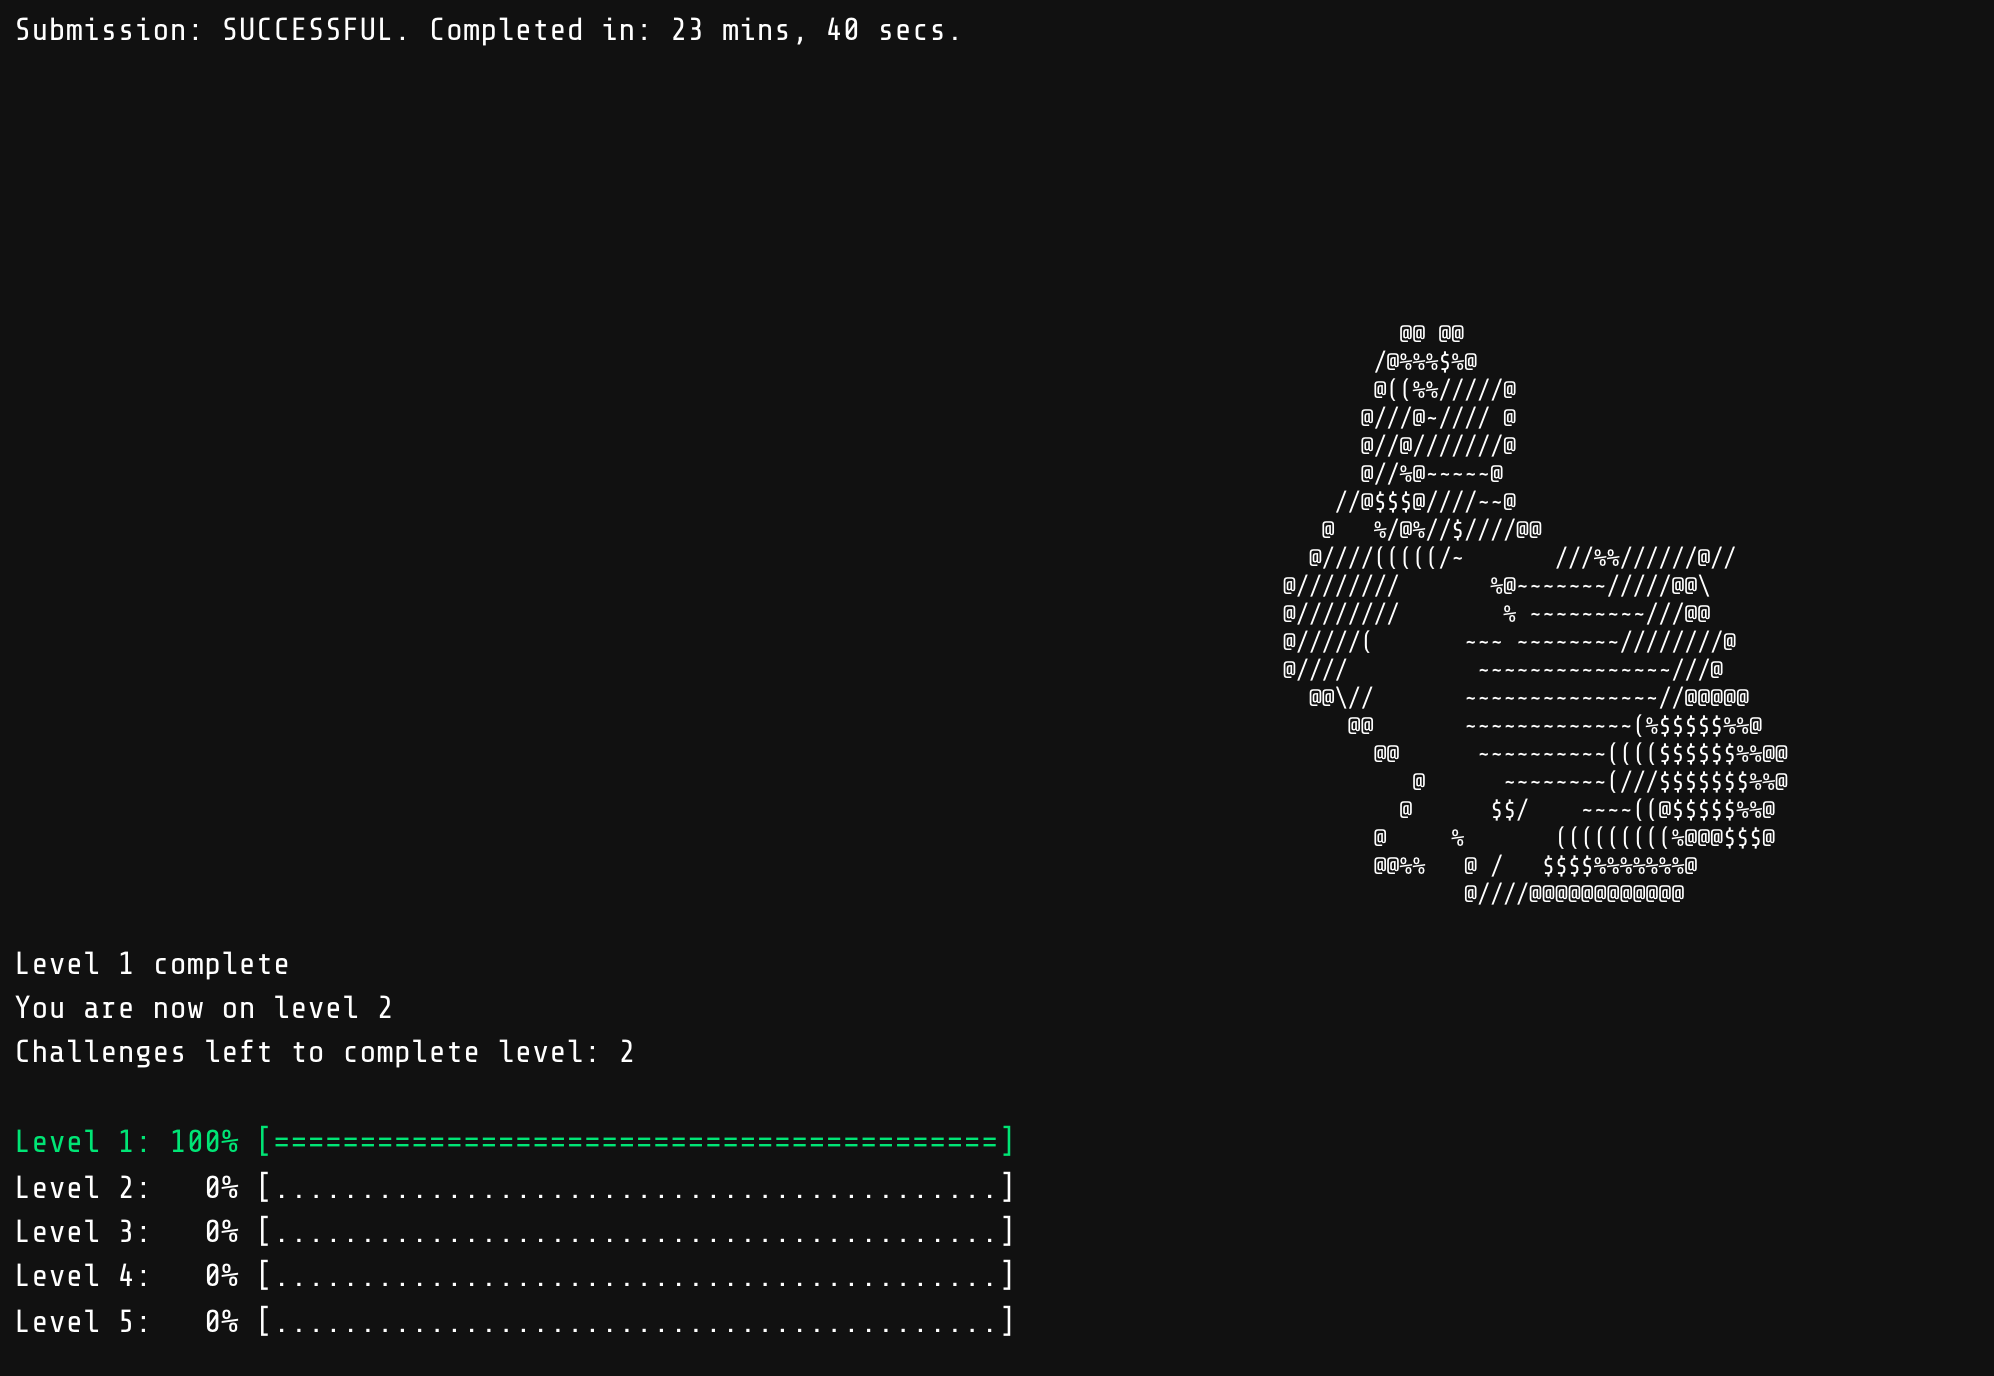 Submission: SUCCESSFUL. Completed in: 23 mins, 40 secs.
@@ @@
/@%%%$%@
@((%%/////@
@///@~//// @
@//@///////@
@//%@~~~~~@
//@$$$@////~~@
@   %/@%//$////@@
@////(((((/~       ///%%//////@//
@////////       %@~~~~~~~/////@@\
@////////        % ~~~~~~~~~///@@
@/////(       ~~~ ~~~~~~~~////////@
@////          ~~~~~~~~~~~~~~~///@
@@\//       ~~~~~~~~~~~~~~~//@@@@@
@@       ~~~~~~~~~~~~~(%$$$$$%%@
@@      ~~~~~~~~~~(((($$$$$$%%@@
@      ~~~~~~~~(///$$$$$$$%%@
@      $$/    ~~~~((@$$$$$%%@
@     %       (((((((((%@@@$$$@
@@%%   @ /   $$$$%%%%%%%@
@////@@@@@@@@@@@@
Level 1 complete
You are now on level 2
Challenges left to complete level: 2
Level 1: 100% [==========================================]
Level 2:   0% [..........................................]
Level 3:   0% [..........................................]
Level 4:   0% [..........................................]
Level 5:   0% [..........................................]